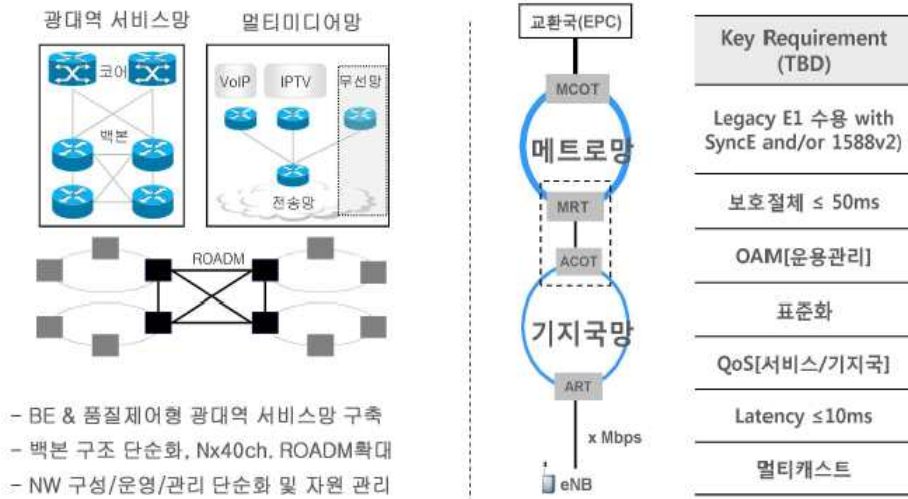 광대역 서비스망
멀티미디어망
코어
백본
VoIP
IPTV
무선망
전송망
ROADM
- BE & 품질제어형 광대역 서비스망 구축
- 백본 구조 단순화, Nx40ch, ROADM확대
- NW 구성/운영/관리 단순화 및 자원 관리
교환국(EPC)
MCOT
메트로망
MRT
ACOT
기지국망
ART
x Mbps
eNB
Key Requirement
(TBD)
Legacy E1 수용 with
SyncE and/or 1588v2)
보호절체 ≤ 50ms
OAM[운용관리]
표준화
QoS[서비스/기지국]
Latency ≤10ms
멀티캐스트